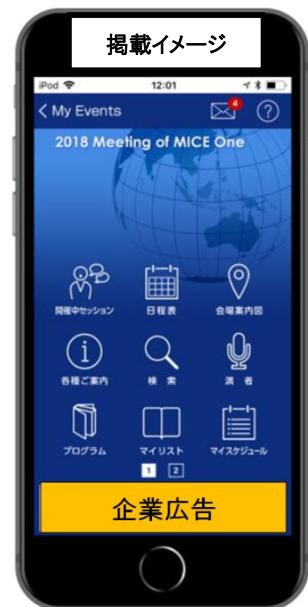 掲載イメージ
iPod 12:01
My Events 4 ?
2018 Meeting of MICE One
開催中セッション 日程表 会場案内図
i
各種ご案内 検索 演者
プログラム マイリスト マイスケジュール
1 2
企業広告